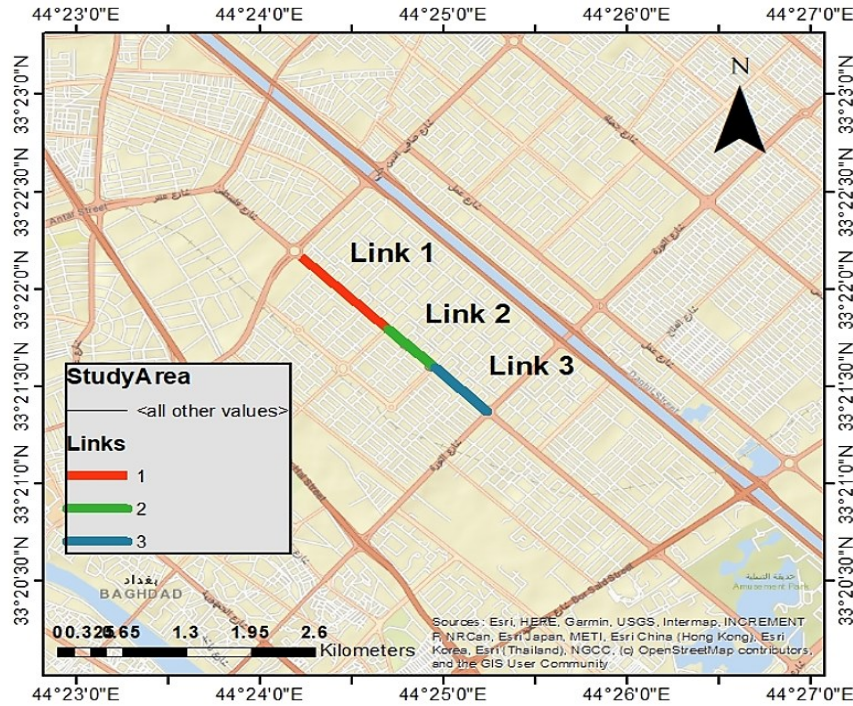 44°23'0"E 44°24'0"E 44°25'0"E 44°26'0"E 44°27'0"E
33°23'0"N
33°22'30"N
33°22'0"N
33°21'30"N
33°21'0"N
33°20'30"N
33°23'0"N
33°22'30"N
33°22'0"N
33°21'30"N
33°21'0"N
33°20'30"N
N
Antar Street
شارع فلسطين
Link 1
Link 2
Link 3
شارع الثورة
StudyArea
<all other values>
Links
1
2
3
شارع الثورة
بغداد
BAGHDAD
Amusement Park
0 0.325 0.65 1.3 1.95 2.6
Kilometers
Sources: Esri, HERE, Garmin, USGS, Intermap, INCREMENT
P, NRCan, Esri Japan, METI, Esri China (Hong Kong), Esri
Korea, Esri (Thailand), NGCC, (c) OpenStreetMap contributors,
and the GIS User Community
44°23'0"E 44°24'0"E 44°25'0"E 44°26'0"E 44°27'0"E